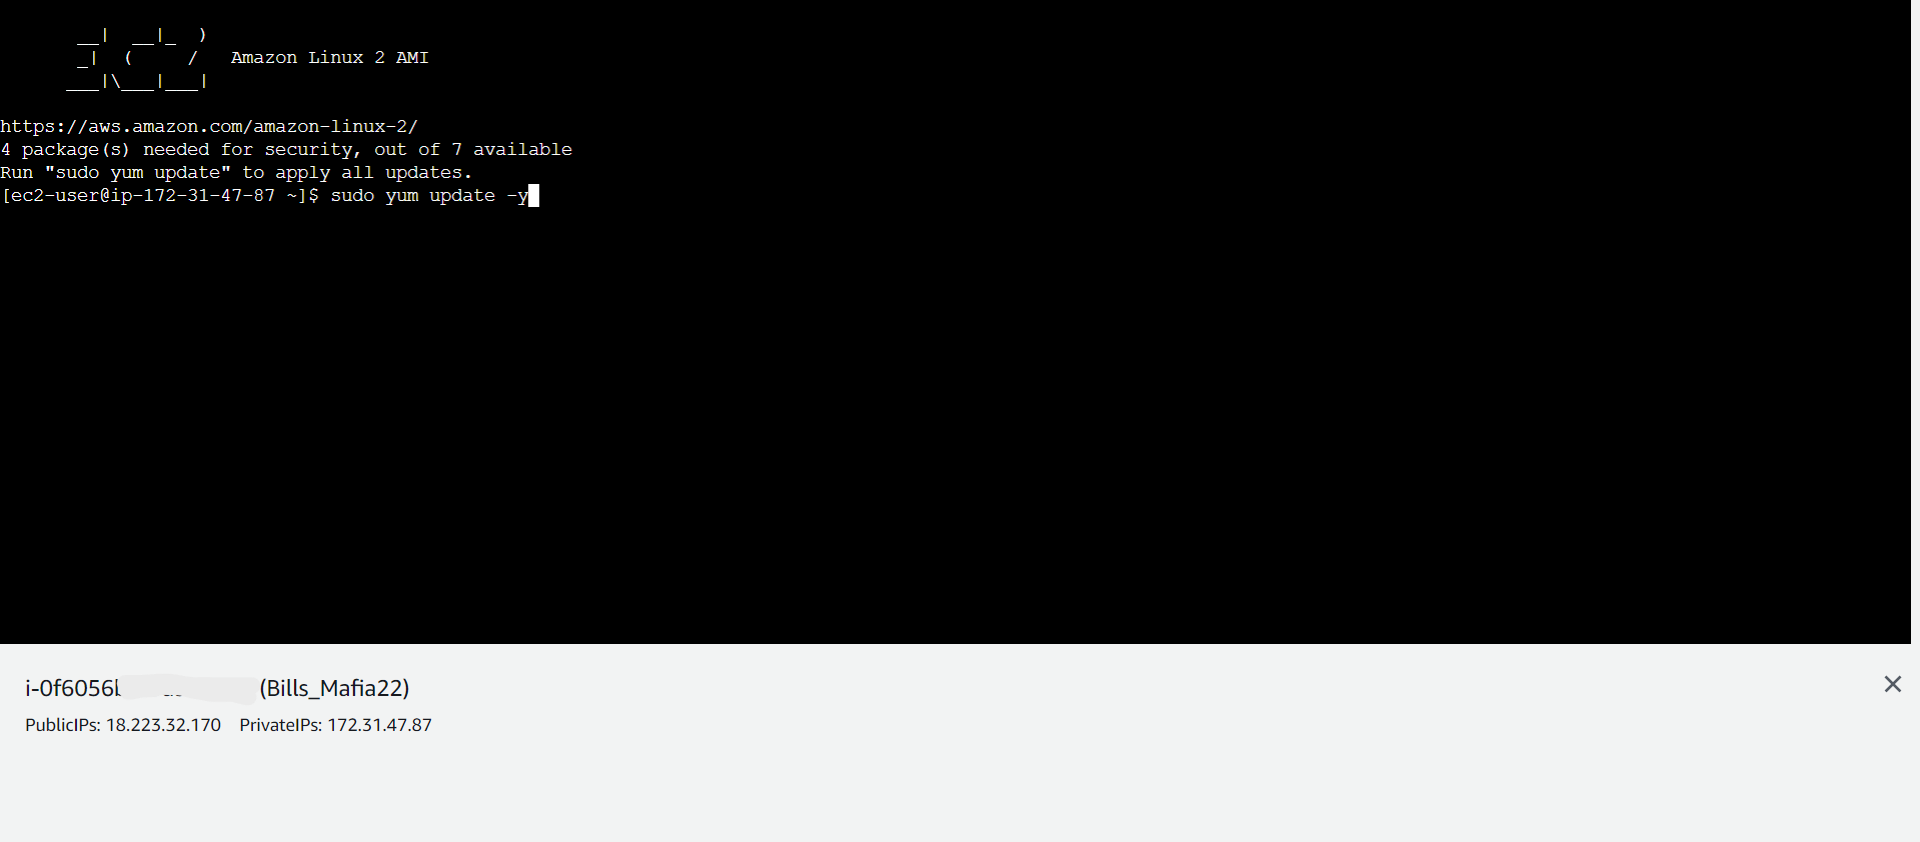 __|  __|_  )
_|  (     /   Amazon Linux 2 AMI
___|\___|___|
https://aws.amazon.com/amazon-linux-2/
4 package(s) needed for security, out of 7 available
Run "sudo yum update" to apply all updates.
[ec2-user@ip-172-31-47-87 ~]$ sudo yum update -y
i-0f6056 (Bills_Mafia22)
PublicIPs: 18.223.32.170 PrivateIPs: 172.31.47.87